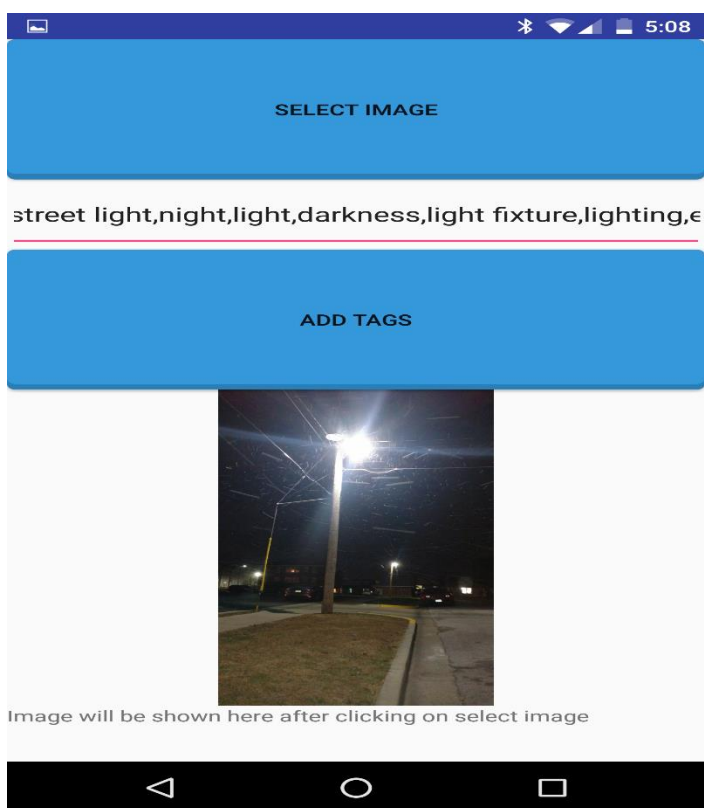 5:08
SELECT IMAGE
street light,night,light,darkness,light fixture,lighting,e
ADD TAGS
Image will be shown here after clicking on select image